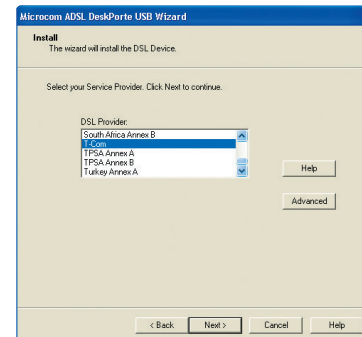 Microcom ADSL DeskPorte USB Wizard
Install
The wizard will install the DSL Device.
Select your Service Provider. Click Next to continue.
DSL Provider:
South Africa Annex B
T-Com
TPSA Annex A
TPSA Annex B
Turkey Annex A
Help
Advanced
< Back
Next >
Cancel
Help